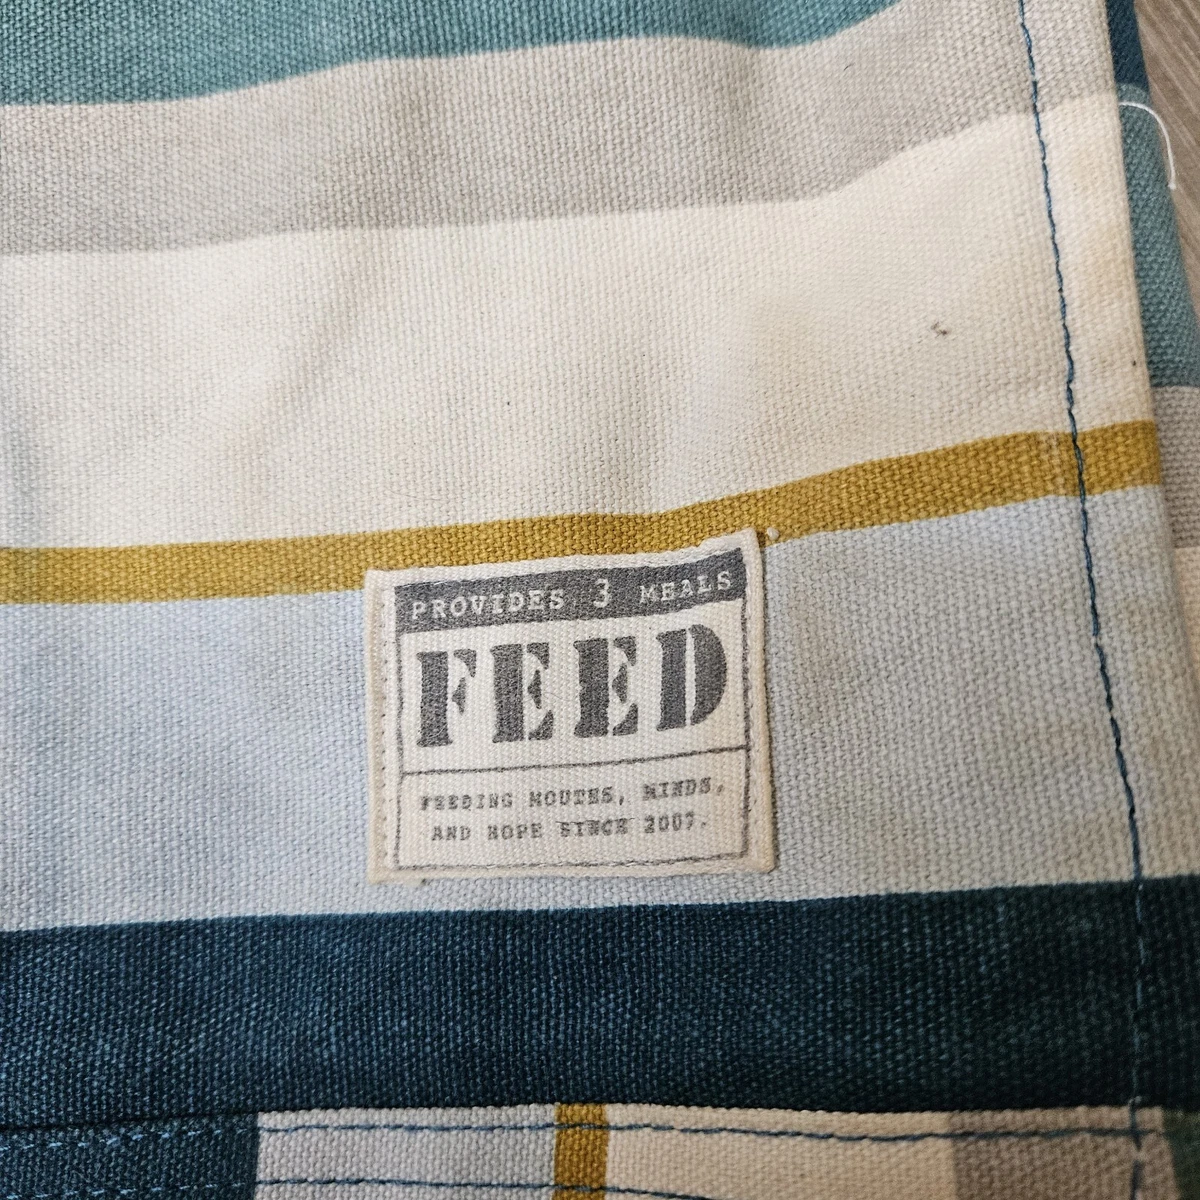 PROVIDES 3 MEALS
FEED
FEEDING MOUTHS, MINDS,
AND HOPE SINCE 2007.